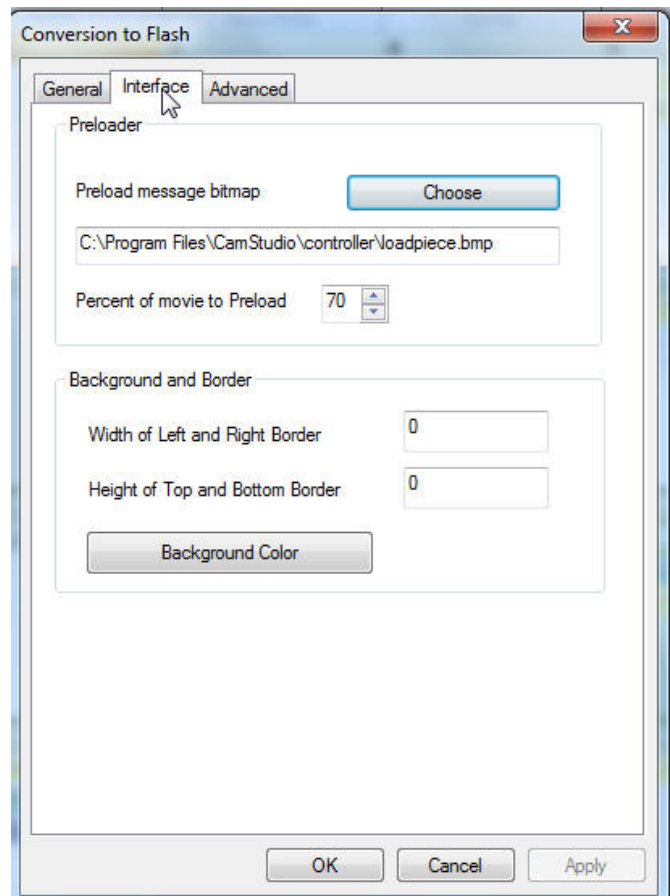 Conversion to Flash
General Interface Advanced
Preloader
Preload message bitmap Choose
C:\Program Files\CamStudio\controller\loadpiece.bmp
Percent of movie to Preload 70
Background and Border
Width of Left and Right Border 0
Height of Top and Bottom Border 0
Background Color
OK Cancel Apply